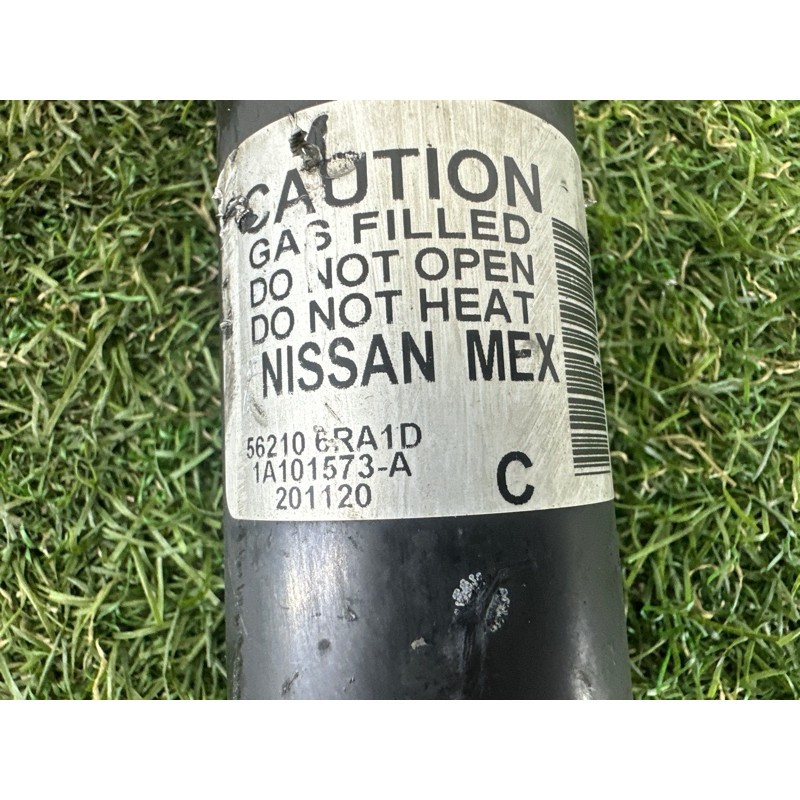 CAUTION
GAS FILLED
DO NOT OPEN
DO NOT HEAT
NISSAN MEX
56210 6RA1D
1A101573-A
201120
C